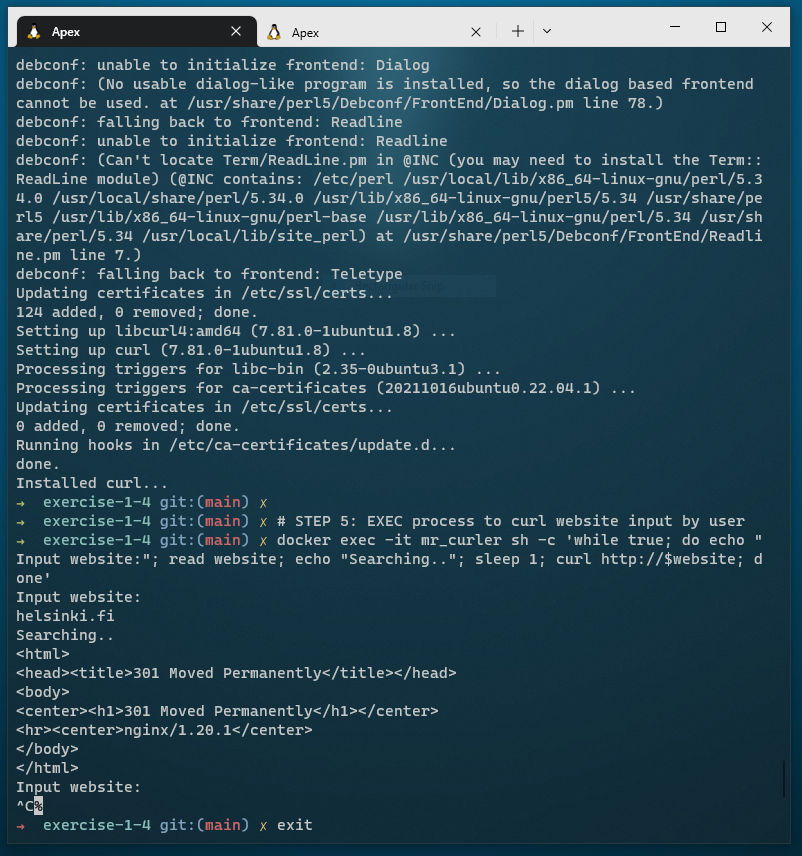 Apex
Apex
debconf: unable to initialize frontend: Dialog
debconf: (No usable dialog-like program is installed, so the dialog based frontend
cannot be used. at /usr/share/perl5/Debconf/FrontEnd/Dialog.pm line 78.)
debconf: falling back to frontend: Readline
debconf: unable to initialize frontend: Readline
debconf: (Can't locate Term/ReadLine.pm in @INC (you may need to install the Term::
ReadLine module) (@INC contains: /etc/perl /usr/local/lib/x86_64-linux-gnu/perl/5.3
4.0 /usr/local/share/perl/5.34.0 /usr/lib/x86_64-linux-gnu/perl5/5.34 /usr/share/pe
rl5 /usr/lib/x86_64-linux-gnu/perl-base /usr/lib/x86_64-linux-gnu/perl/5.34 /usr/sh
are/perl/5.34 /usr/local/lib/site_perl) at /usr/share/perl5/Debconf/FrontEnd/Readli
ne.pm line 7.)
debconf: falling back to frontend: Teletype
Updating certificates in /etc/ssl/certs...
124 added, 0 removed; done.
Setting up libcurl4:amd64 (7.81.0-1ubuntu1.8) ...
Setting up curl (7.81.0-1ubuntu1.8) ...
Processing triggers for libc-bin (2.35-0ubuntu3.1) ...
Processing triggers for ca-certificates (20211016ubuntu0.22.04.1) ...
Updating certificates in /etc/ssl/certs...
0 added, 0 removed; done.
Running hooks in /etc/ca-certificates/update.d...
done.
Installed curl...
→ exercise-1-4 git:(main) ✗
→ exercise-1-4 git:(main) ✗ # STEP 5: EXEC process to curl website input by user
→ exercise-1-4 git:(main) ✗ docker exec -it mr_curler sh -c 'while true; do echo "
Input website:"; read website; echo "Searching.."; sleep 1; curl http://$website; d
one'
Input website:
helsinki.fi
Searching..
<html>
<head><title>301 Moved Permanently</title></head>
<body>
<center><h1>301 Moved Permanently</h1></center>
<hr><center>nginx/1.20.1</center>
</body>
</html>
Input website:
^C%
→ exercise-1-4 git:(main) ✗ exit